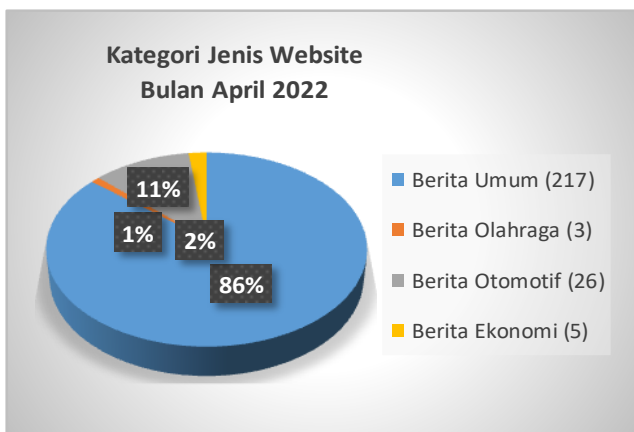 Kategori Jenis Website
Bulan April 2022
11%
1%
2%
86%
Berita Umum (217)
Berita Olahraga (3)
Berita Otomotif (26)
Berita Ekonomi (5)